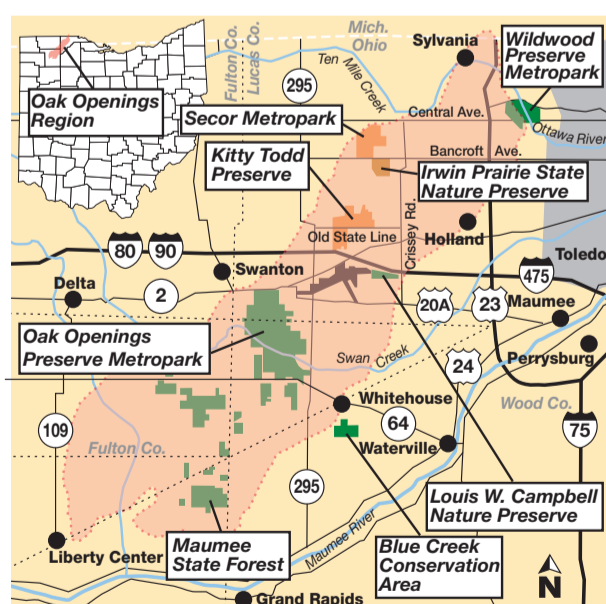 Mich.
Ohio
Fulton Co.
Lucas Co.
295
Ten
Mile Creek
Sylvania
Wildwood
Preserve
Metropark
Oak Openings
Region
Secor Metropark
Central Ave.
Ottawa River
Kitty Todd
Preserve
Bancroft Ave.
Irwin Prairie State
Nature Preserve
Crissey Rd.
Old State Line
Holland
80
90
Swanton
475
Toledo
Delta
2
20A
23
Maumee
Oak Openings
Preserve Metropark
Swan Creek
24
Perrysburg
Whitehouse
64
Wood Co.
109
Fulton Co.
Waterville
75
295
Louis W. Campbell
Nature Preserve
Maumee River
Liberty Center
Maumee
State Forest
Blue Creek
Conservation
Area
N
Grand Rapids